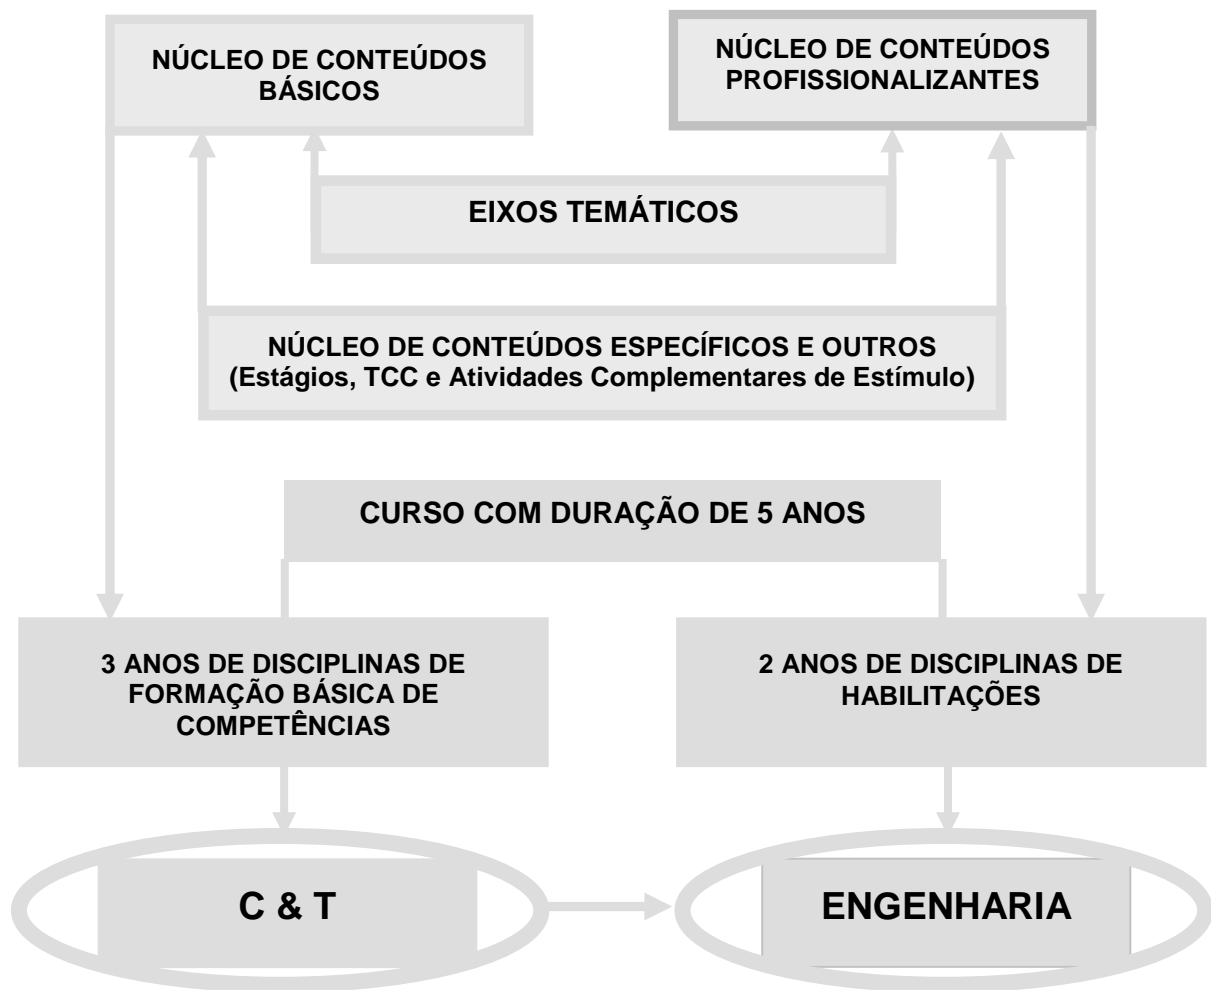 NÚCLEO DE CONTEÚDOS
BÁSICOS
NÚCLEO DE CONTEÚDOS
PROFISSIONALIZANTES
EIXOS TEMÁTICOS
NÚCLEO DE CONTEÚDOS ESPECÍFICOS E OUTROS
(Estágios, TCC e Atividades Complementares de Estímulo)
CURSO COM DURAÇÃO DE 5 ANOS
3 ANOS DE DISCIPLINAS DE
FORMAÇÃO BÁSICA DE
COMPETÊNCIAS
2 ANOS DE DISCIPLINAS DE
HABILITAÇÕES
C & T
ENGENHARIA